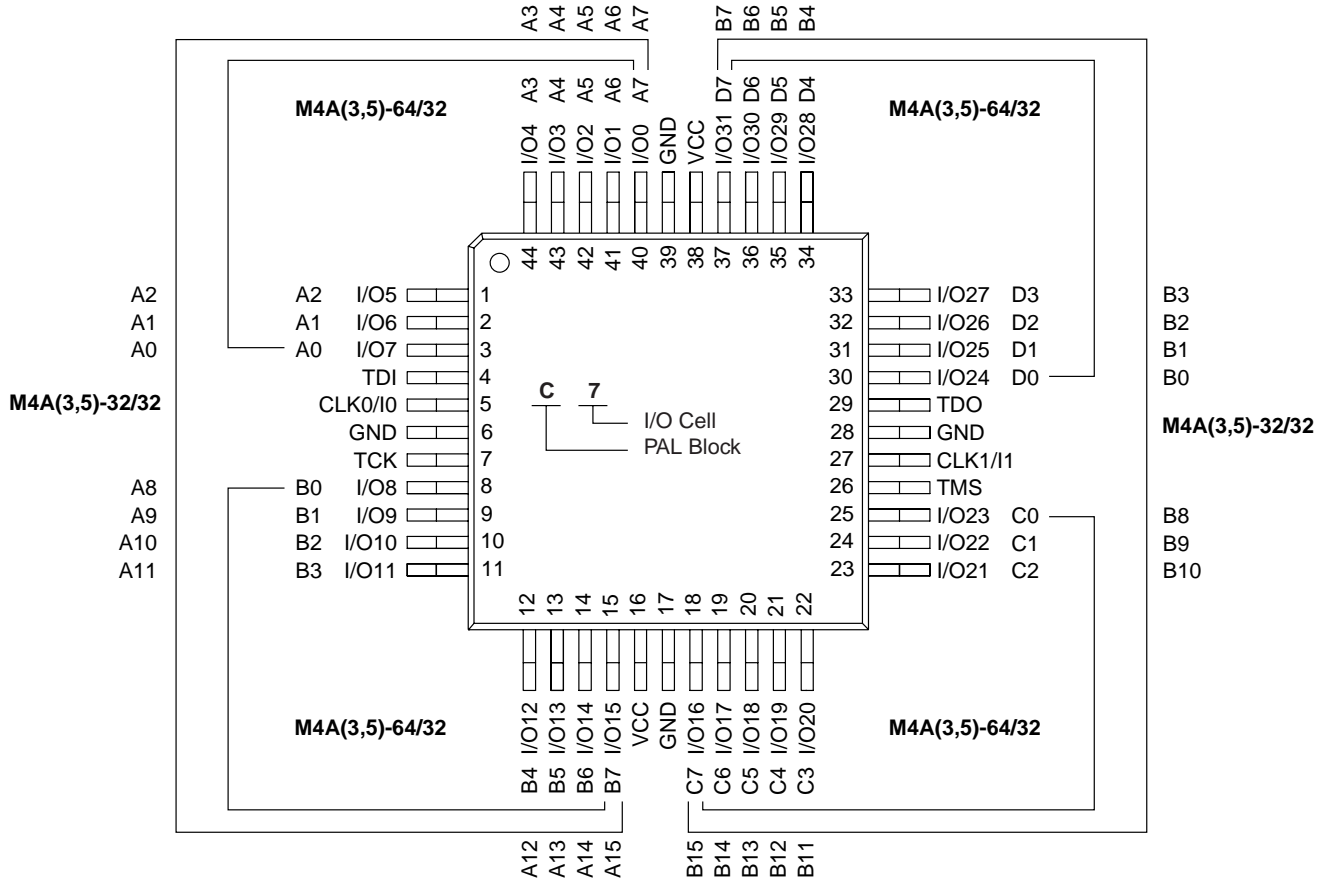 A3 A4 A5 A6 A7 B7 B6 B5 B4
A3 A4 A5 A6 A7 D7 D6 D5 D4
M4A(3,5)-64/32 M4A(3,5)-64/32
I/O4 I/O3 I/O2 I/O1 I/O0 GND VCC I/O31 I/O30 I/O29 I/O28
44 43 42 41 40 39 38 37 36 35 34
A2 A2 I/O5 1 33 I/O27 D3 B3
A1 A1 I/O6 2 32 I/O26 D2 B2
A0 A0 I/O7 3 31 I/O25 D1 B1
TDI 4 30 I/O24 D0 B0
M4A(3,5)-32/32 CLK0/I0 5 C 7 29 TDO
I/O Cell
GND 6 28 GND M4A(3,5)-32/32
PAL Block
TCK 7 27 CLK1/I1
A8 B0 I/O8 8 26 TMS
A9 B1 I/O9 9 25 I/O23 C0 B8
A10 B2 I/O10 10 24 I/O22 C1 B9
A11 B3 I/O11 11 23 I/O21 C2 B10
12 13 14 15 16 17 18 19 20 21 22
I/O12 I/O13 I/O14 I/O15 VCC GND I/O16 I/O17 I/O18 I/O19 I/O20
M4A(3,5)-64/32 M4A(3,5)-64/32
B4 B5 B6 B7 C7 C6 C5 C4 C3
A12 A13 A14 A15 B15 B14 B13 B12 B11